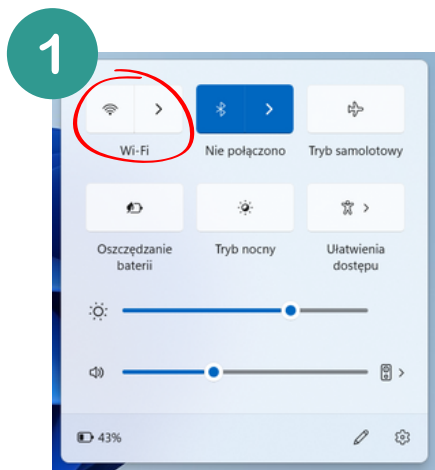 1
Wi-Fi
Nie połączono
Tryb samolotowy
Oszczędzanie
baterii
Tryb nocny
Ułatwienia
dostępu
43%